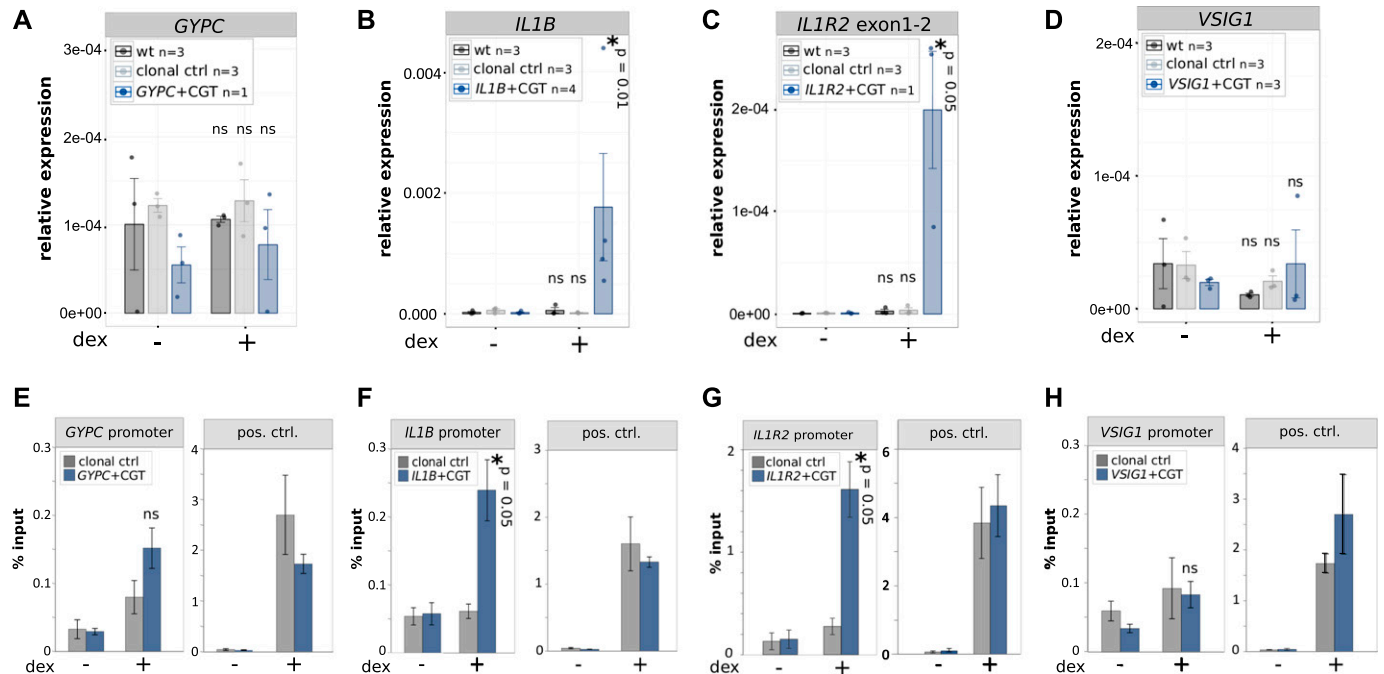 A
GYPC
relative expression
3e-04
2e-04
1e-04
0e+00
wt n=3
clonal ctrl n=3
GYPC+CGT n=1
ns ns ns
dex - +
B
IL1B
relative expression
0.004
0.002
0.000
wt n=3
clonal ctrl n=3
IL1B+CGT n=4
ns ns
* p = 0.01
dex - +
C
IL1R2 exon1-2
relative expression
2e-04
1e-04
0e+00
wt n=3
clonal ctrl n=3
IL1R2+CGT n=1
ns ns
* p = 0.05
dex - +
D
VSIG1
relative expression
2e-04
1e-04
0e+00
wt n=3
clonal ctrl n=3
VSIG1+CGT n=3
ns ns ns
dex - +
E
GYPC promoter
% input
0.3
0.2
0.1
0
clonal ctrl
GYPC+CGT
ns
dex - +
pos. ctrl.
4
3
2
1
0
- +
F
IL1B promoter
% input
0.3
0.2
0.1
0
clonal ctrl
IL1B+CGT
* p = 0.05
dex - +
pos. ctrl.
3
2
1
0
- +
G
IL1R2 promoter
% input
2
1
0
clonal ctrl
IL1R2+CGT
* p = 0.05
dex - +
pos. ctrl.
6
4
2
0
- +
H
VSIG1 promoter
% input
0.3
0.2
0.1
0
clonal ctrl
VSIG1+CGT
ns
dex - +
pos. ctrl.
4
3
2
1
0
- +